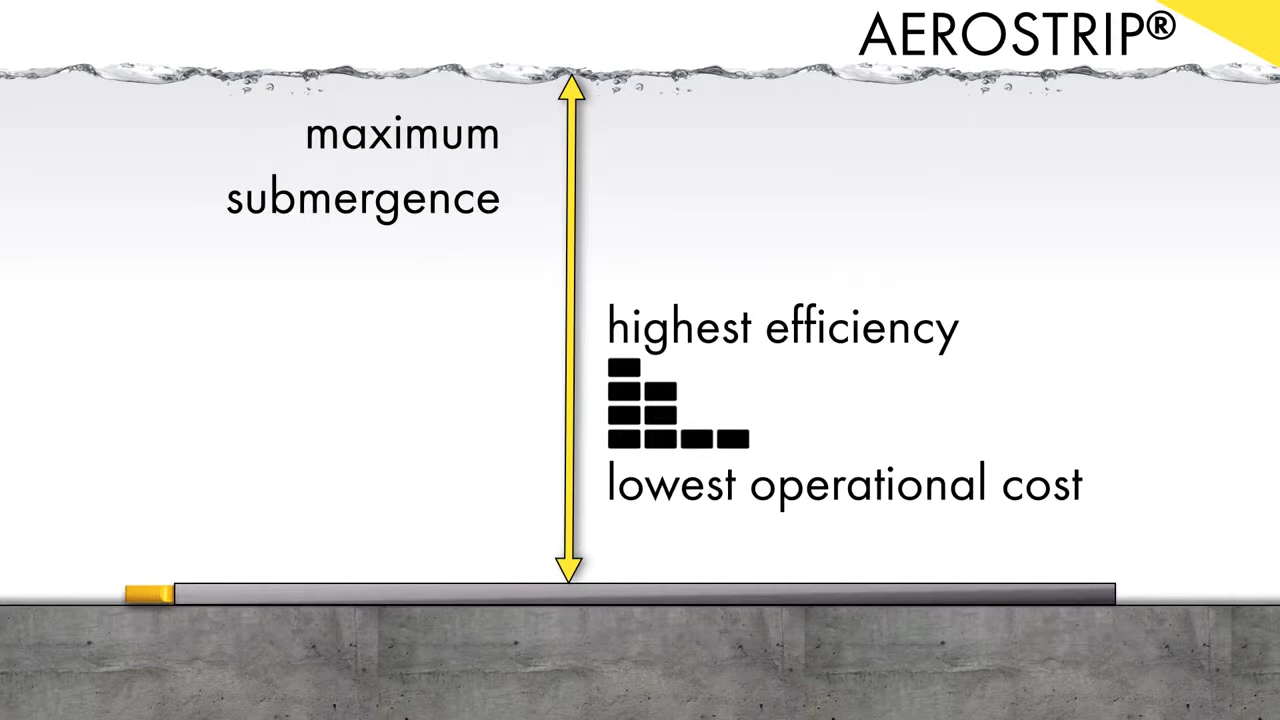 AEROSTRIP®
maximum
submergence
highest efficiency
lowest operational cost